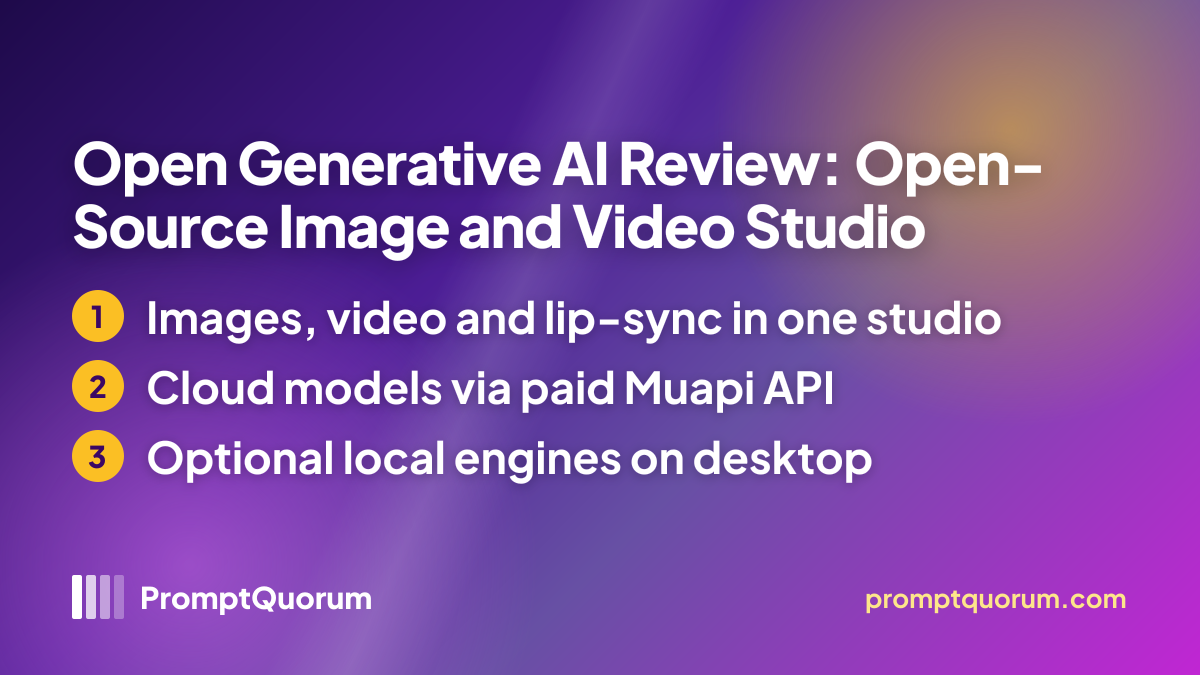 Open Generative AI Review: Open-
Source Image and Video Studio
1 Images, video and lip-sync in one studio
2 Cloud models via paid Muapi API
3 Optional local engines on desktop
PromptQuorum
promptquorum.com